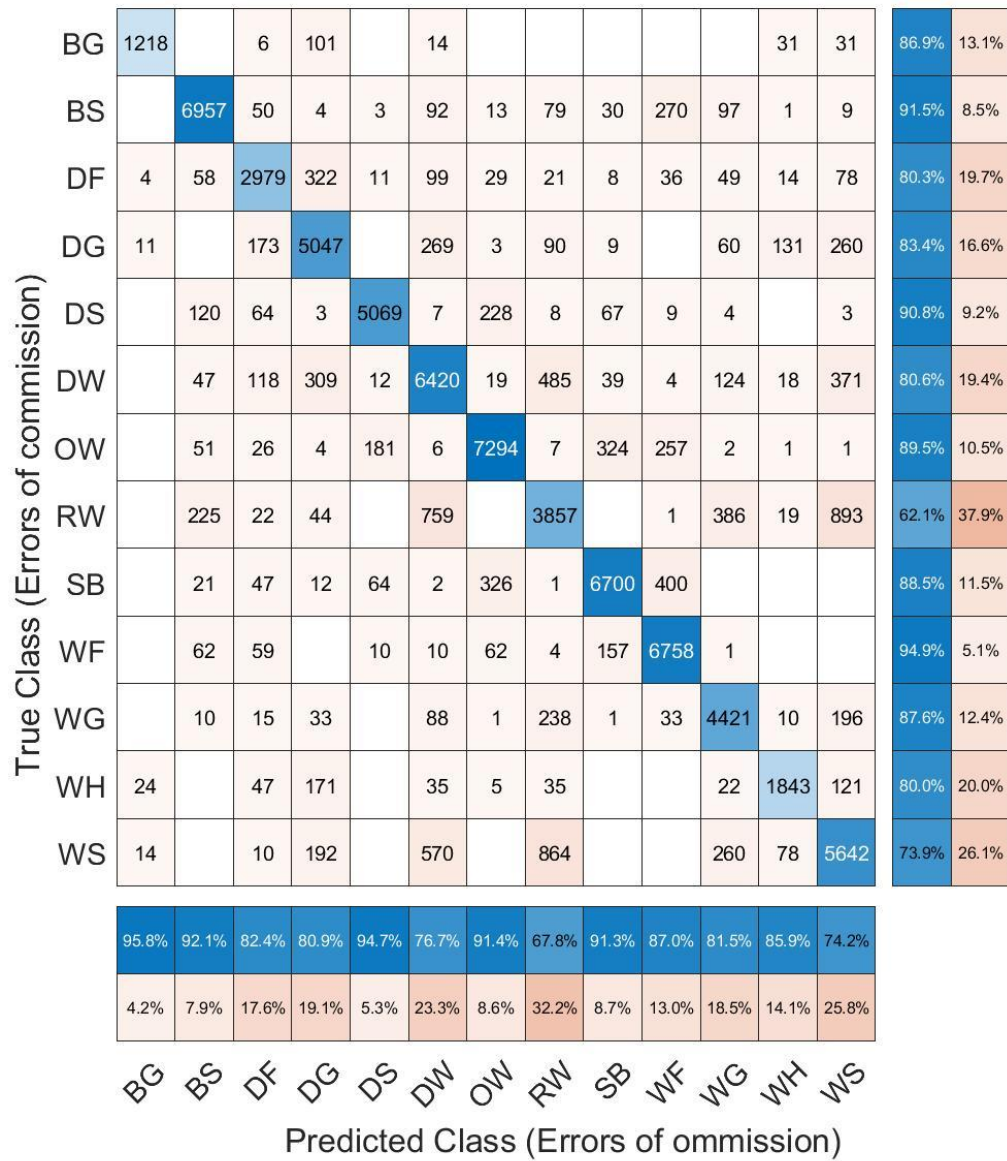 True Class (Errors of commission)
BG 1218 6 101 14 31 31 86.9% 13.1%
BS 6957 50 4 3 92 13 79 30 270 97 1 9 91.5% 8.5%
DF 4 58 2979 322 11 99 29 21 8 36 49 14 78 80.3% 19.7%
DG 11 173 5047 269 3 90 9 60 131 260 83.4% 16.6%
DS 120 64 3 5069 7 228 8 67 9 4 3 90.8% 9.2%
DW 47 118 309 12 6420 19 485 39 4 124 18 371 80.6% 19.4%
OW 51 26 4 181 6 7294 7 324 257 2 1 1 89.5% 10.5%
RW 225 22 44 759 3857 1 386 19 893 62.1% 37.9%
SB 21 47 12 64 2 326 1 6700 400 88.5% 11.5%
WF 62 59 10 10 62 4 157 6758 1 94.9% 5.1%
WG 10 15 33 88 1 238 1 33 4421 10 196 87.6% 12.4%
WH 24 47 171 35 5 35 22 1843 121 80.0% 20.0%
WS 14 10 192 570 864 260 78 5642 73.9% 26.1%
95.8% 92.1% 82.4% 80.9% 94.7% 76.7% 91.4% 67.8% 91.3% 87.0% 81.5% 85.9% 74.2%
4.2% 7.9% 17.6% 19.1% 5.3% 23.3% 8.6% 32.2% 8.7% 13.0% 18.5% 14.1% 25.8%
BG BS DF DG DS DW OW RW SB WF WG WH WS
Predicted Class (Errors of ommission)